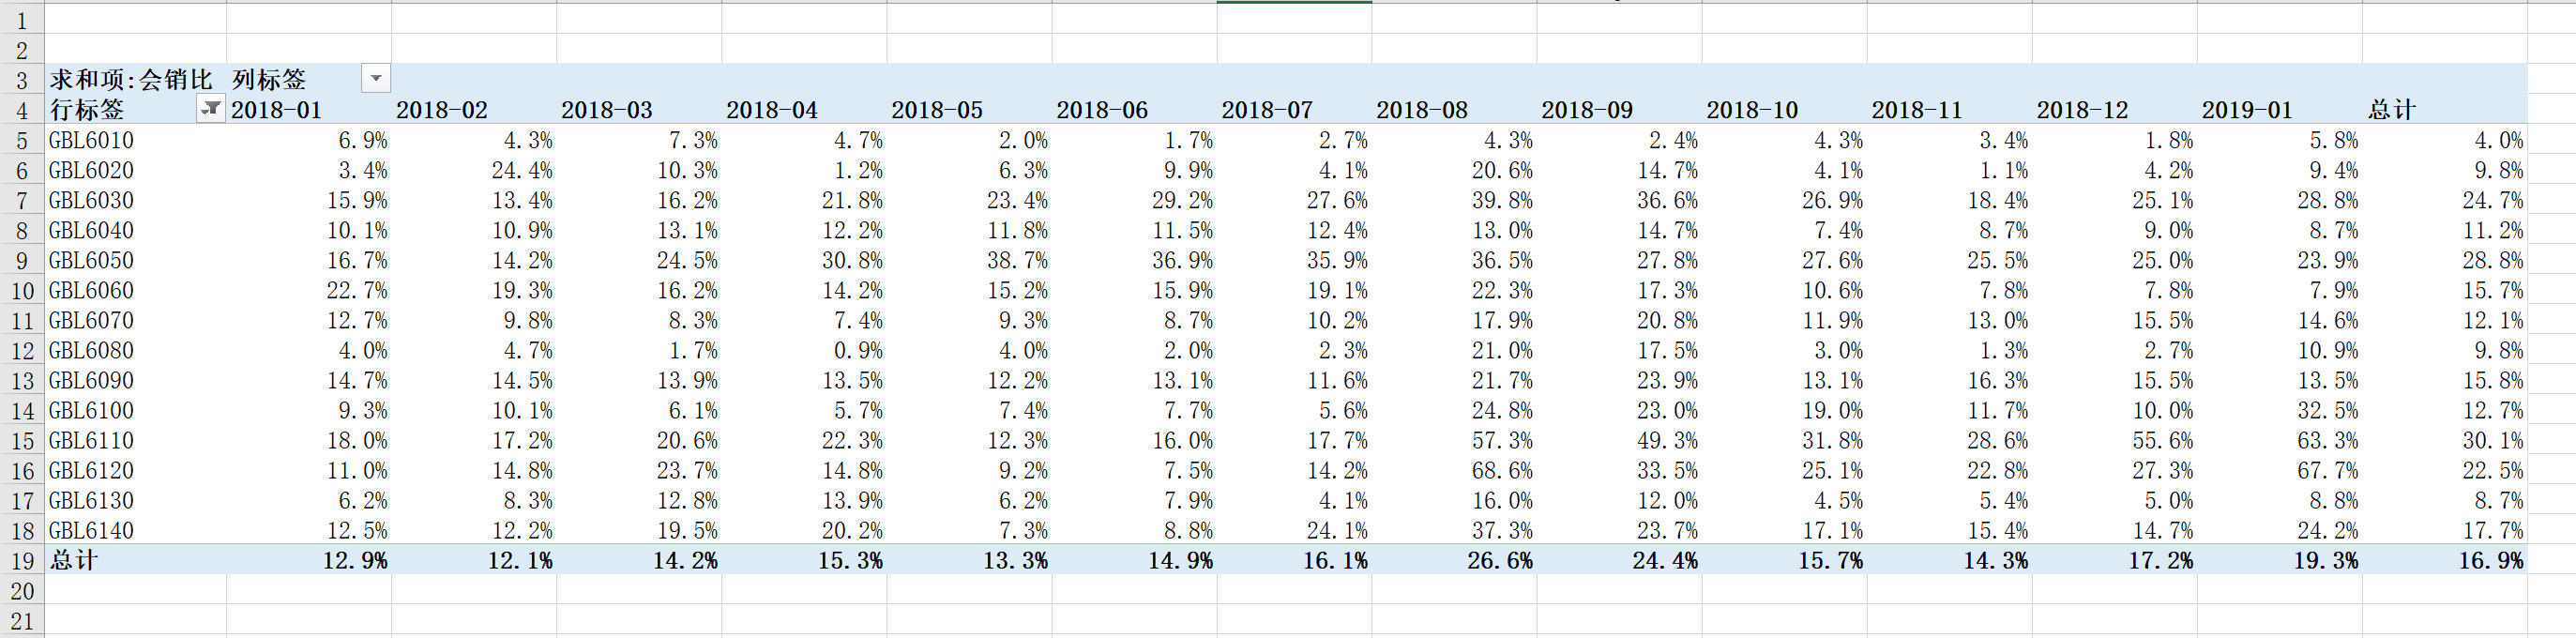 1
2
3 求和项:会销比 列标签
4 行标签 2018-01 2018-02 2018-03 2018-04 2018-05 2018-06 2018-07 2018-08 2018-09 2018-10 2018-11 2018-12 2019-01 总计
5 GBL6010 6.9% 4.3% 7.3% 4.7% 2.0% 1.7% 2.7% 4.3% 2.4% 4.3% 3.4% 1.8% 5.8% 4.0%
6 GBL6020 3.4% 24.4% 10.3% 1.2% 6.3% 9.9% 4.1% 20.6% 14.7% 4.1% 1.1% 4.2% 9.4% 9.8%
7 GBL6030 15.9% 13.4% 16.2% 21.8% 23.4% 29.2% 27.6% 39.8% 36.6% 26.9% 18.4% 25.1% 28.8% 24.7%
8 GBL6040 10.1% 10.9% 13.1% 12.2% 11.8% 11.5% 12.4% 13.0% 14.7% 7.4% 8.7% 9.0% 8.7% 11.2%
9 GBL6050 16.7% 14.2% 24.5% 30.8% 38.7% 36.9% 35.9% 36.5% 27.8% 27.6% 25.5% 25.0% 23.9% 28.8%
10 GBL6060 22.7% 19.3% 16.2% 14.2% 15.2% 15.9% 19.1% 22.3% 17.3% 10.6% 7.8% 7.8% 7.9% 15.7%
11 GBL6070 12.7% 9.8% 8.3% 7.4% 9.3% 8.7% 10.2% 17.9% 20.8% 11.9% 13.0% 15.5% 14.6% 12.1%
12 GBL6080 4.0% 4.7% 1.7% 0.9% 4.0% 2.0% 2.3% 21.0% 17.5% 3.0% 1.3% 2.7% 10.9% 9.8%
13 GBL6090 14.7% 14.5% 13.9% 13.5% 12.2% 13.1% 11.6% 21.7% 23.9% 13.1% 16.3% 15.5% 13.5% 15.8%
14 GBL6100 9.3% 10.1% 6.1% 5.7% 7.4% 7.7% 5.6% 24.8% 23.0% 19.0% 11.7% 10.0% 32.5% 12.7%
15 GBL6110 18.0% 17.2% 20.6% 22.3% 12.3% 16.0% 17.7% 57.3% 49.3% 31.8% 28.6% 55.6% 63.3% 30.1%
16 GBL6120 11.0% 14.8% 23.7% 14.8% 9.2% 7.5% 14.2% 68.6% 33.5% 25.1% 22.8% 27.3% 67.7% 22.5%
17 GBL6130 6.2% 8.3% 12.8% 13.9% 6.2% 7.9% 4.1% 16.0% 12.0% 4.5% 5.4% 5.0% 8.8% 8.7%
18 GBL6140 12.5% 12.2% 19.5% 20.2% 7.3% 8.8% 24.1% 37.3% 23.7% 17.1% 15.4% 14.7% 24.2% 17.7%
19 总计 12.9% 12.1% 14.2% 15.3% 13.3% 14.9% 16.1% 26.6% 24.4% 15.7% 14.3% 17.2% 19.3% 16.9%
20
21